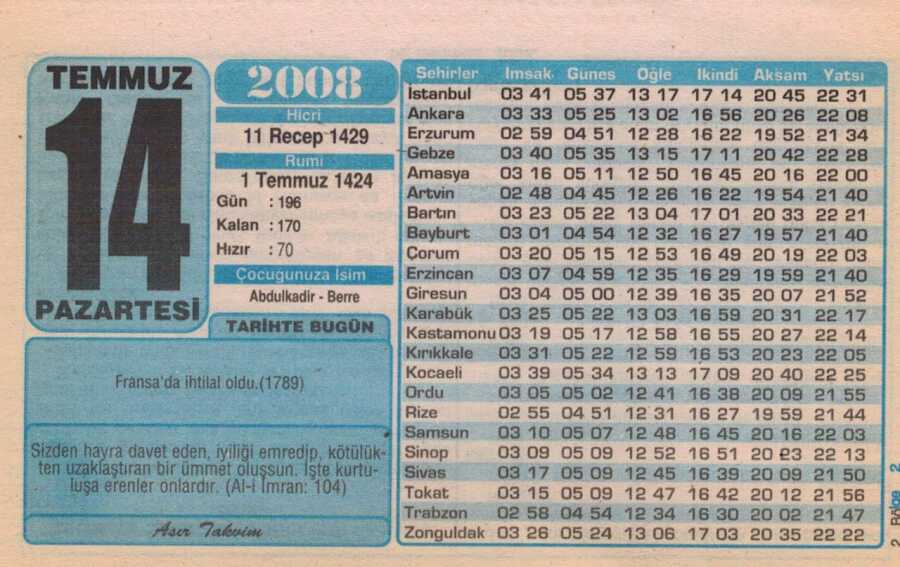 TEMMUZ
14
PAZARTESİ
2008
Hicri
11 Recep 1429
Rumi
1 Temmuz 1424
Gün : 196
Kalan : 170
Hızır : 70
Çocuğunuza İsim
Abdulkadir - Berre
TARİHTE BUGÜN
Fransa'da ihtilal oldu.(1789)
Sizden hayra davet eden, iyiliği emredip, kötülük-
ten uzaklaştıran bir ümmet oluşsun. İşte kurtu-
luşa erenler onlardır. (Al-i İmran: 104)
Asır Takvim
Şehirler İmsak Güneş Öğle İkindi Akşam Yatsı
İstanbul 03 41 05 37 13 17 17 14 20 45 22 31
Ankara 03 33 05 25 13 02 16 56 20 26 22 08
Erzurum 02 59 04 51 12 28 16 22 19 52 21 34
Gebze 03 40 05 35 13 15 17 11 20 42 22 28
Amasya 03 16 05 11 12 50 16 45 20 16 22 00
Artvin 02 48 04 45 12 26 16 22 19 54 21 40
Bartın 03 23 05 22 13 04 17 01 20 33 22 21
Bayburt 03 01 04 54 12 32 16 27 19 57 21 40
Çorum 03 20 05 15 12 53 16 49 20 19 22 03
Erzincan 03 07 04 59 12 35 16 29 19 59 21 40
Giresun 03 04 05 00 12 39 16 35 20 07 21 52
Karabük 03 25 05 22 13 03 16 59 20 31 22 17
Kastamonu 03 19 05 17 12 58 16 55 20 27 22 14
Kırıkkale 03 31 05 22 12 59 16 53 20 23 22 05
Kocaeli 03 39 05 34 13 13 17 09 20 40 22 25
Ordu 03 05 05 02 12 41 16 38 20 09 21 55
Rize 02 55 04 51 12 31 16 27 19 59 21 44
Samsun 03 10 05 07 12 48 16 45 20 16 22 03
Sinop 03 09 05 09 12 52 16 51 20 23 22 13
Sivas 03 17 05 09 12 45 16 39 20 09 21 50
Tokat 03 15 05 09 12 47 16 42 20 12 21 56
Trabzon 02 58 04 54 12 34 16 30 20 02 21 47
Zonguldak 03 26 05 24 13 06 17 03 20 35 22 22
2 Bölge 2